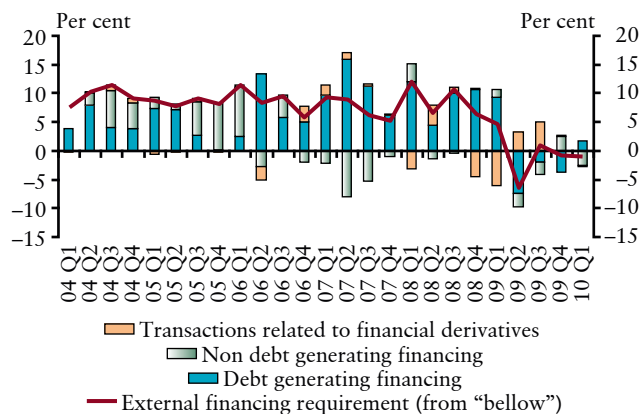 Per cent Per cent
20 20
15 15
10 10
5 5
0 0
−5 −5
−10 −10
−15 −15
04 Q1 04 Q2 04 Q3 04 Q4 05 Q1 05 Q2 05 Q3 05 Q4 06 Q1 06 Q2 06 Q3 06 Q4 07 Q1 07 Q2 07 Q3 07 Q4 08 Q1 08 Q2 08 Q3 08 Q4 09 Q1 09 Q2 09 Q3 09 Q4 10 Q1
Transactions related to financial derivatives
Non debt generating financing
Debt generating financing
External financing requirement (from “bellow”)